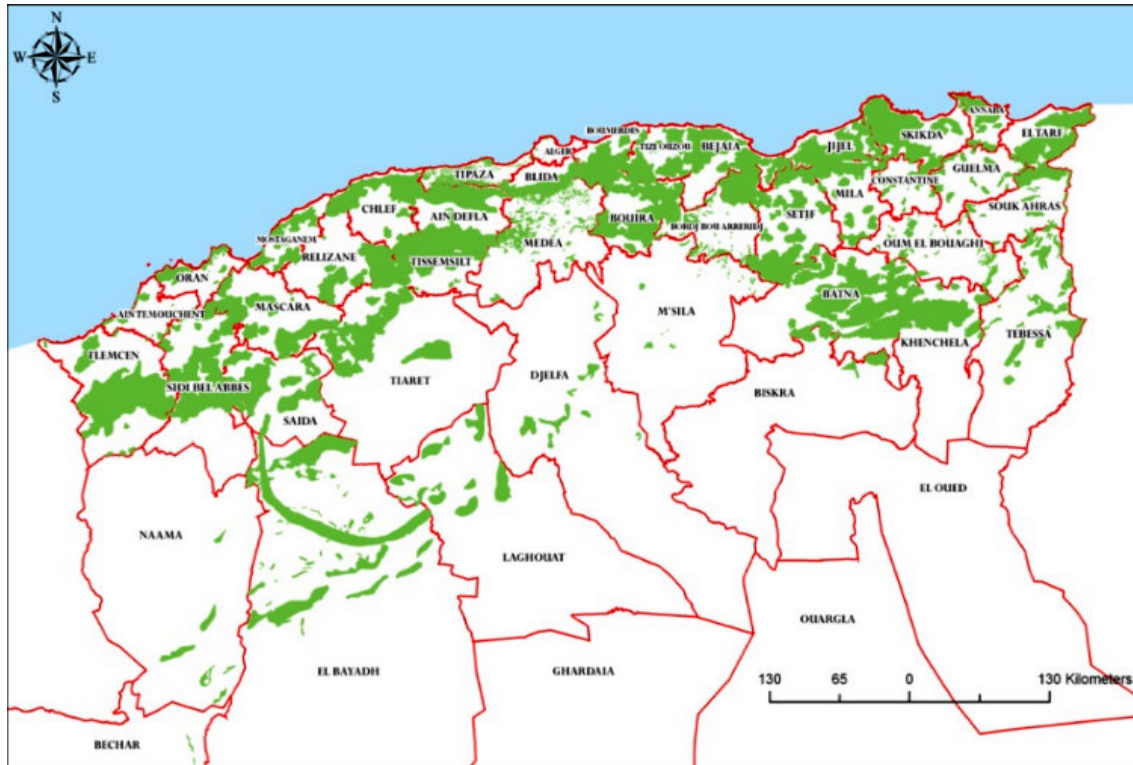 N
W E
S
ANNABA
BOUMERDES
SKIKDA
EL TARF
TIZI OUZOU
BEJAIA
JIJEL
ALGER
GUELMA
TIPAZA
BLIDA
CONSTANTINE
MILA
CHLEF
AIN DEFLA
BOUIRA
SETIF
SOUK AHRAS
BORDJ BOU ARRERIDJ
MOSTAGANEM
MEDEA
OUM EL BOUAGHI
RELIZANE
TISSEMSILT
ORAN
BATNA
MASCARA
AIN TEMOUCHENT
M'SILA
TEBESSA
KHENCHELA
TLEMCEN
DJELFA
TIARET
SIDI BEL ABBES
BISKRA
SAIDA
EL OUED
NAAMA
LAGHOUAT
OUARGLA
EL BAYADH
GHARDAIA
130 65 0 130 Kilometers
BECHAR